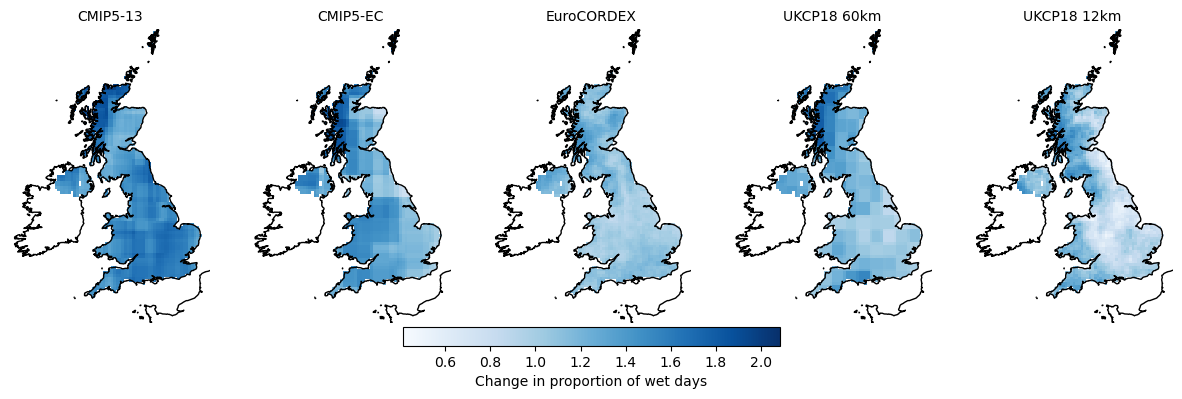 CMIP5-13 CMIP5-EC EuroCORDEX UKCP18 60km UKCP18 12km
0.6 0.8 1.0 1.2 1.4 1.6 1.8 2.0
Change in proportion of wet days